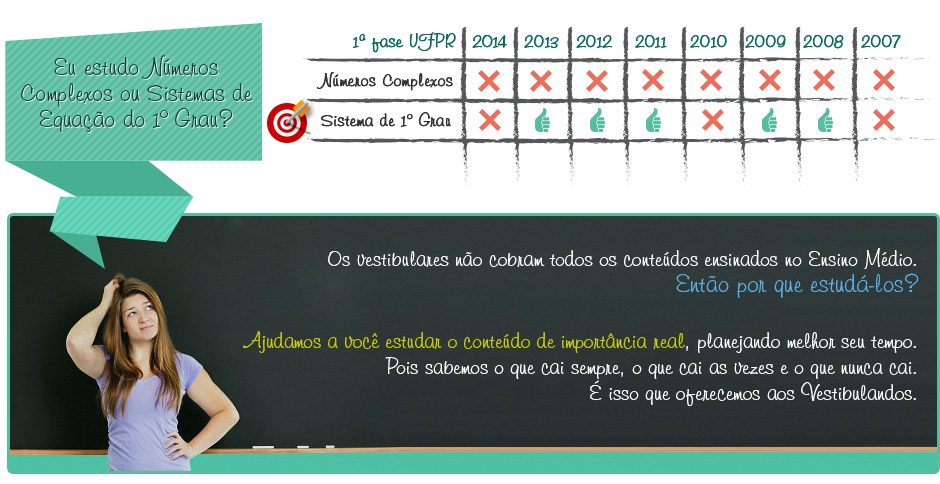 Eu estudo Números
Complexos ou Sistemas de
Equação do 1º Grau?
1ª fase UFPR 2014 2013 2012 2011 2010 2009 2008 2007
Números Complexos
Sistema de 1º Grau
Os vestibulares não cobram todos os conteúdos ensinados no Ensino Médio.
Então por que estudá-los?
Ajudamos a você estudar o conteúdo de importância real, planejando melhor seu tempo.
Pois sabemos o que cai sempre, o que cai as vezes e o que nunca cai.
É isso que oferecemos aos Vestibulandos.